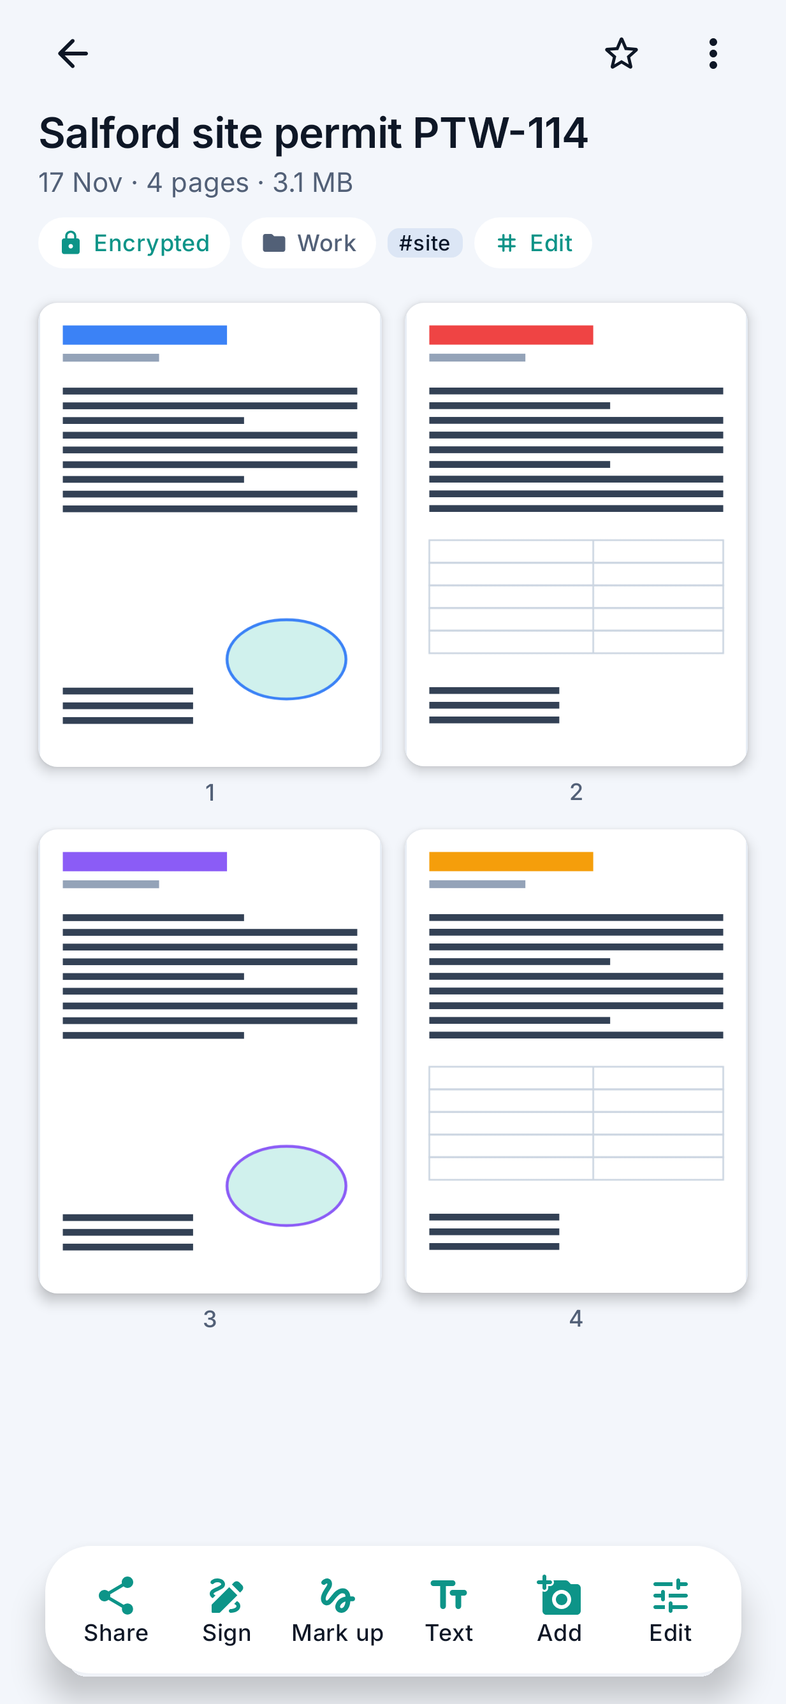 Salford site permit PTW-114
17 Nov · 4 pages · 3.1 MB
Encrypted Work #site Edit
1 2
3 4
Share Sign Mark up Text Add Edit